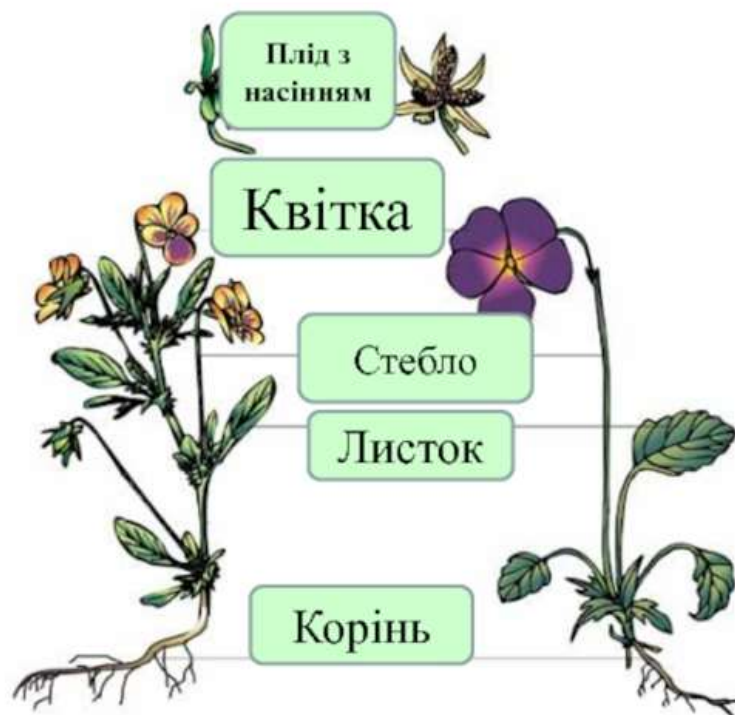 Плід з
насінням
Квітка
Стебло
Листок
Корінь